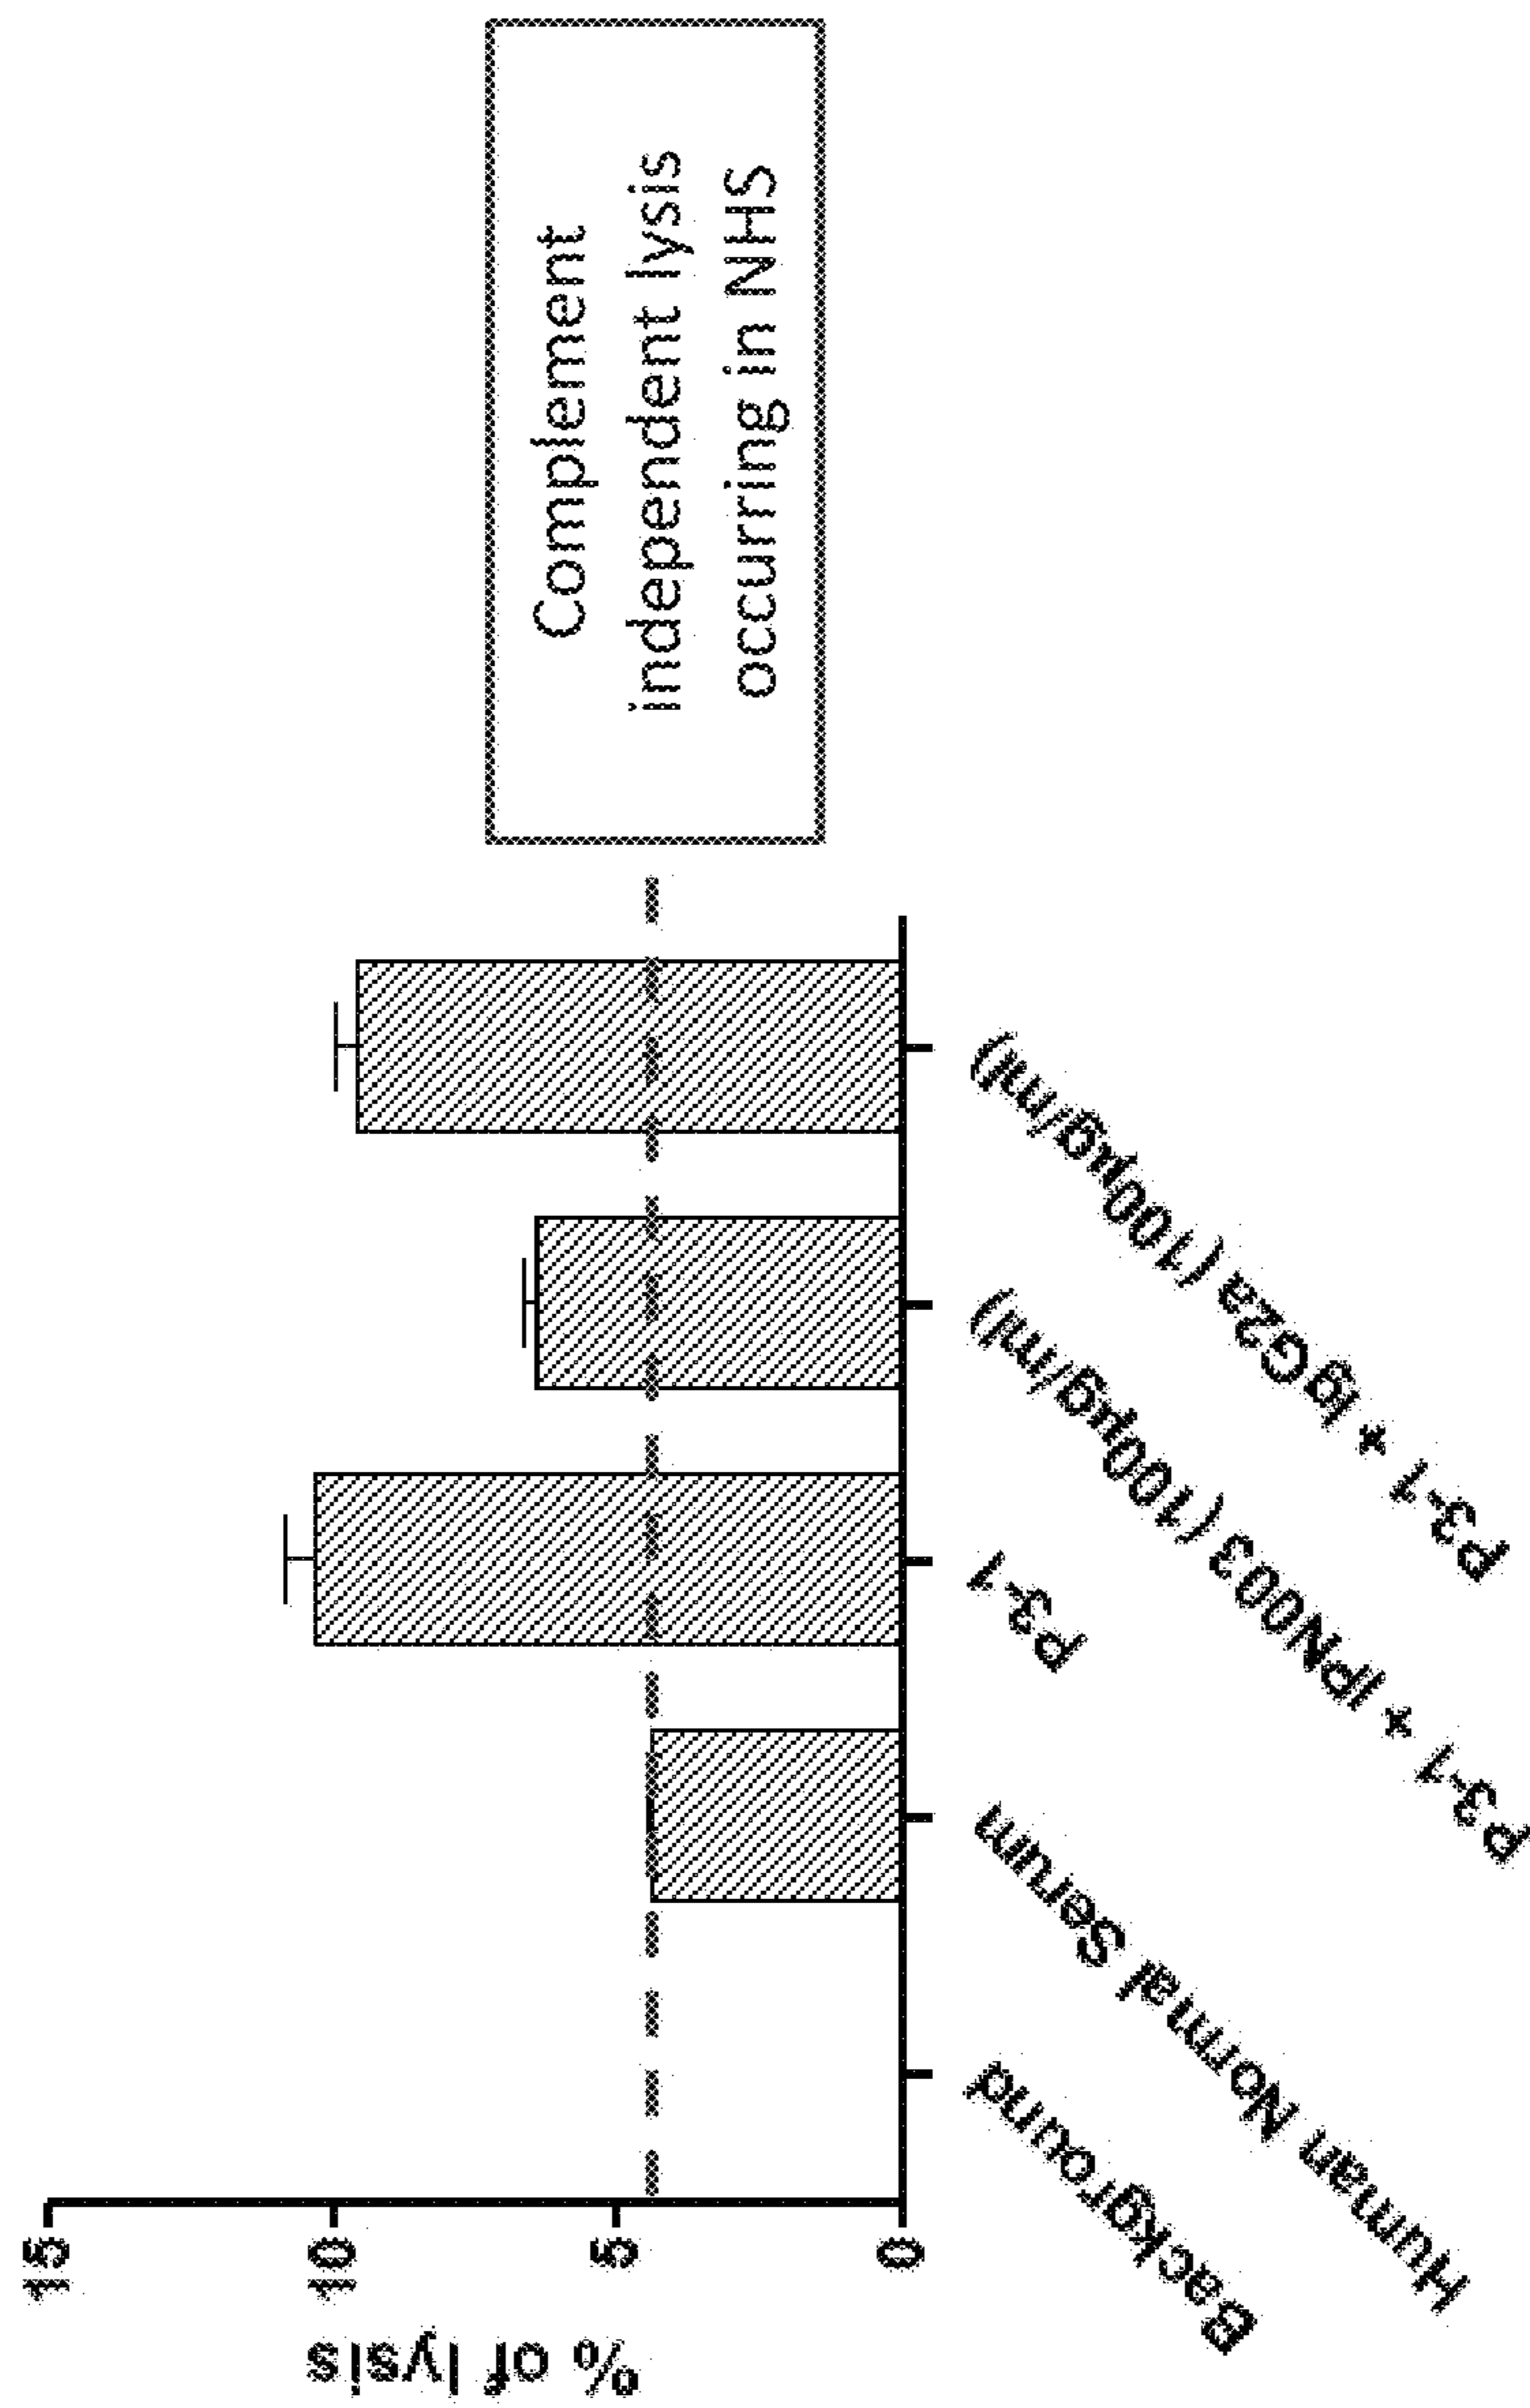 % of lysis
15
10
5
0
Background
Human Normal Serum
P3-1
P3-1 + IPN003 (100µg/ml)
P3-1 + IgG2a (100µg/ml)
Complement
independent lysis
occurring in NHS